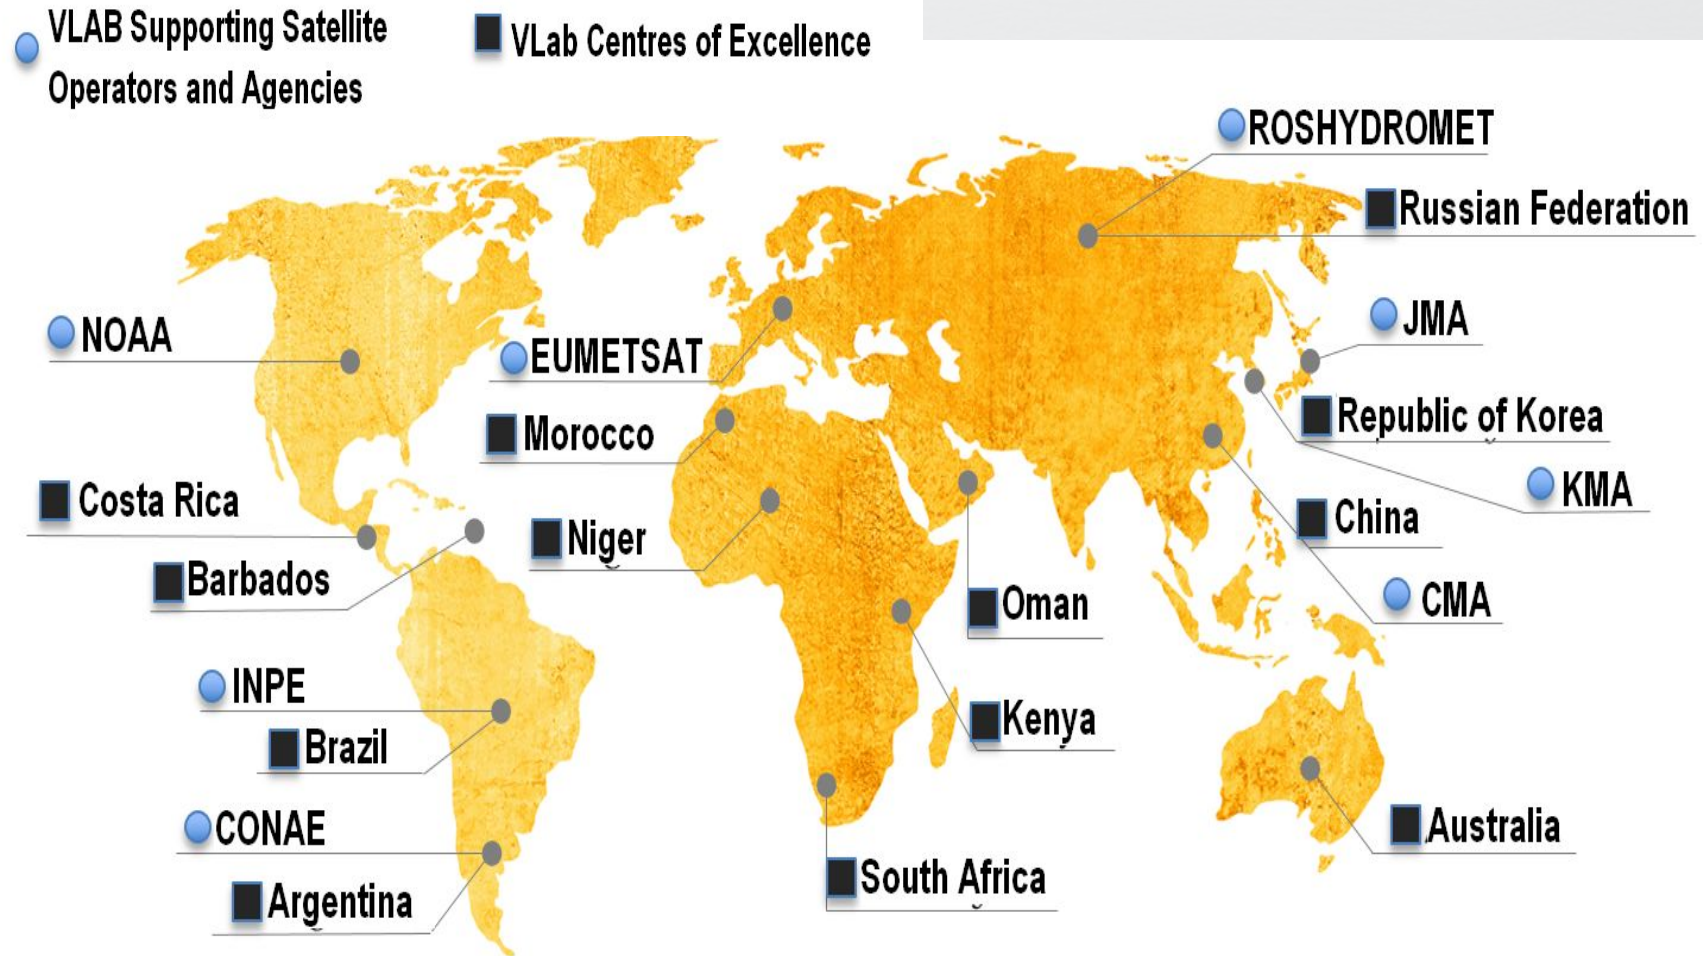 VLAB Supporting Satellite
Operators and Agencies
VLab Centres of Excellence
ROSHYDROMET
Russian Federation
NOAA
JMA
EUMETSAT
Republic of Korea
Morocco
KMA
Costa Rica
China
Niger
Barbados
CMA
Oman
INPE
Kenya
Brazil
CONAE
Australia
South Africa
Argentina